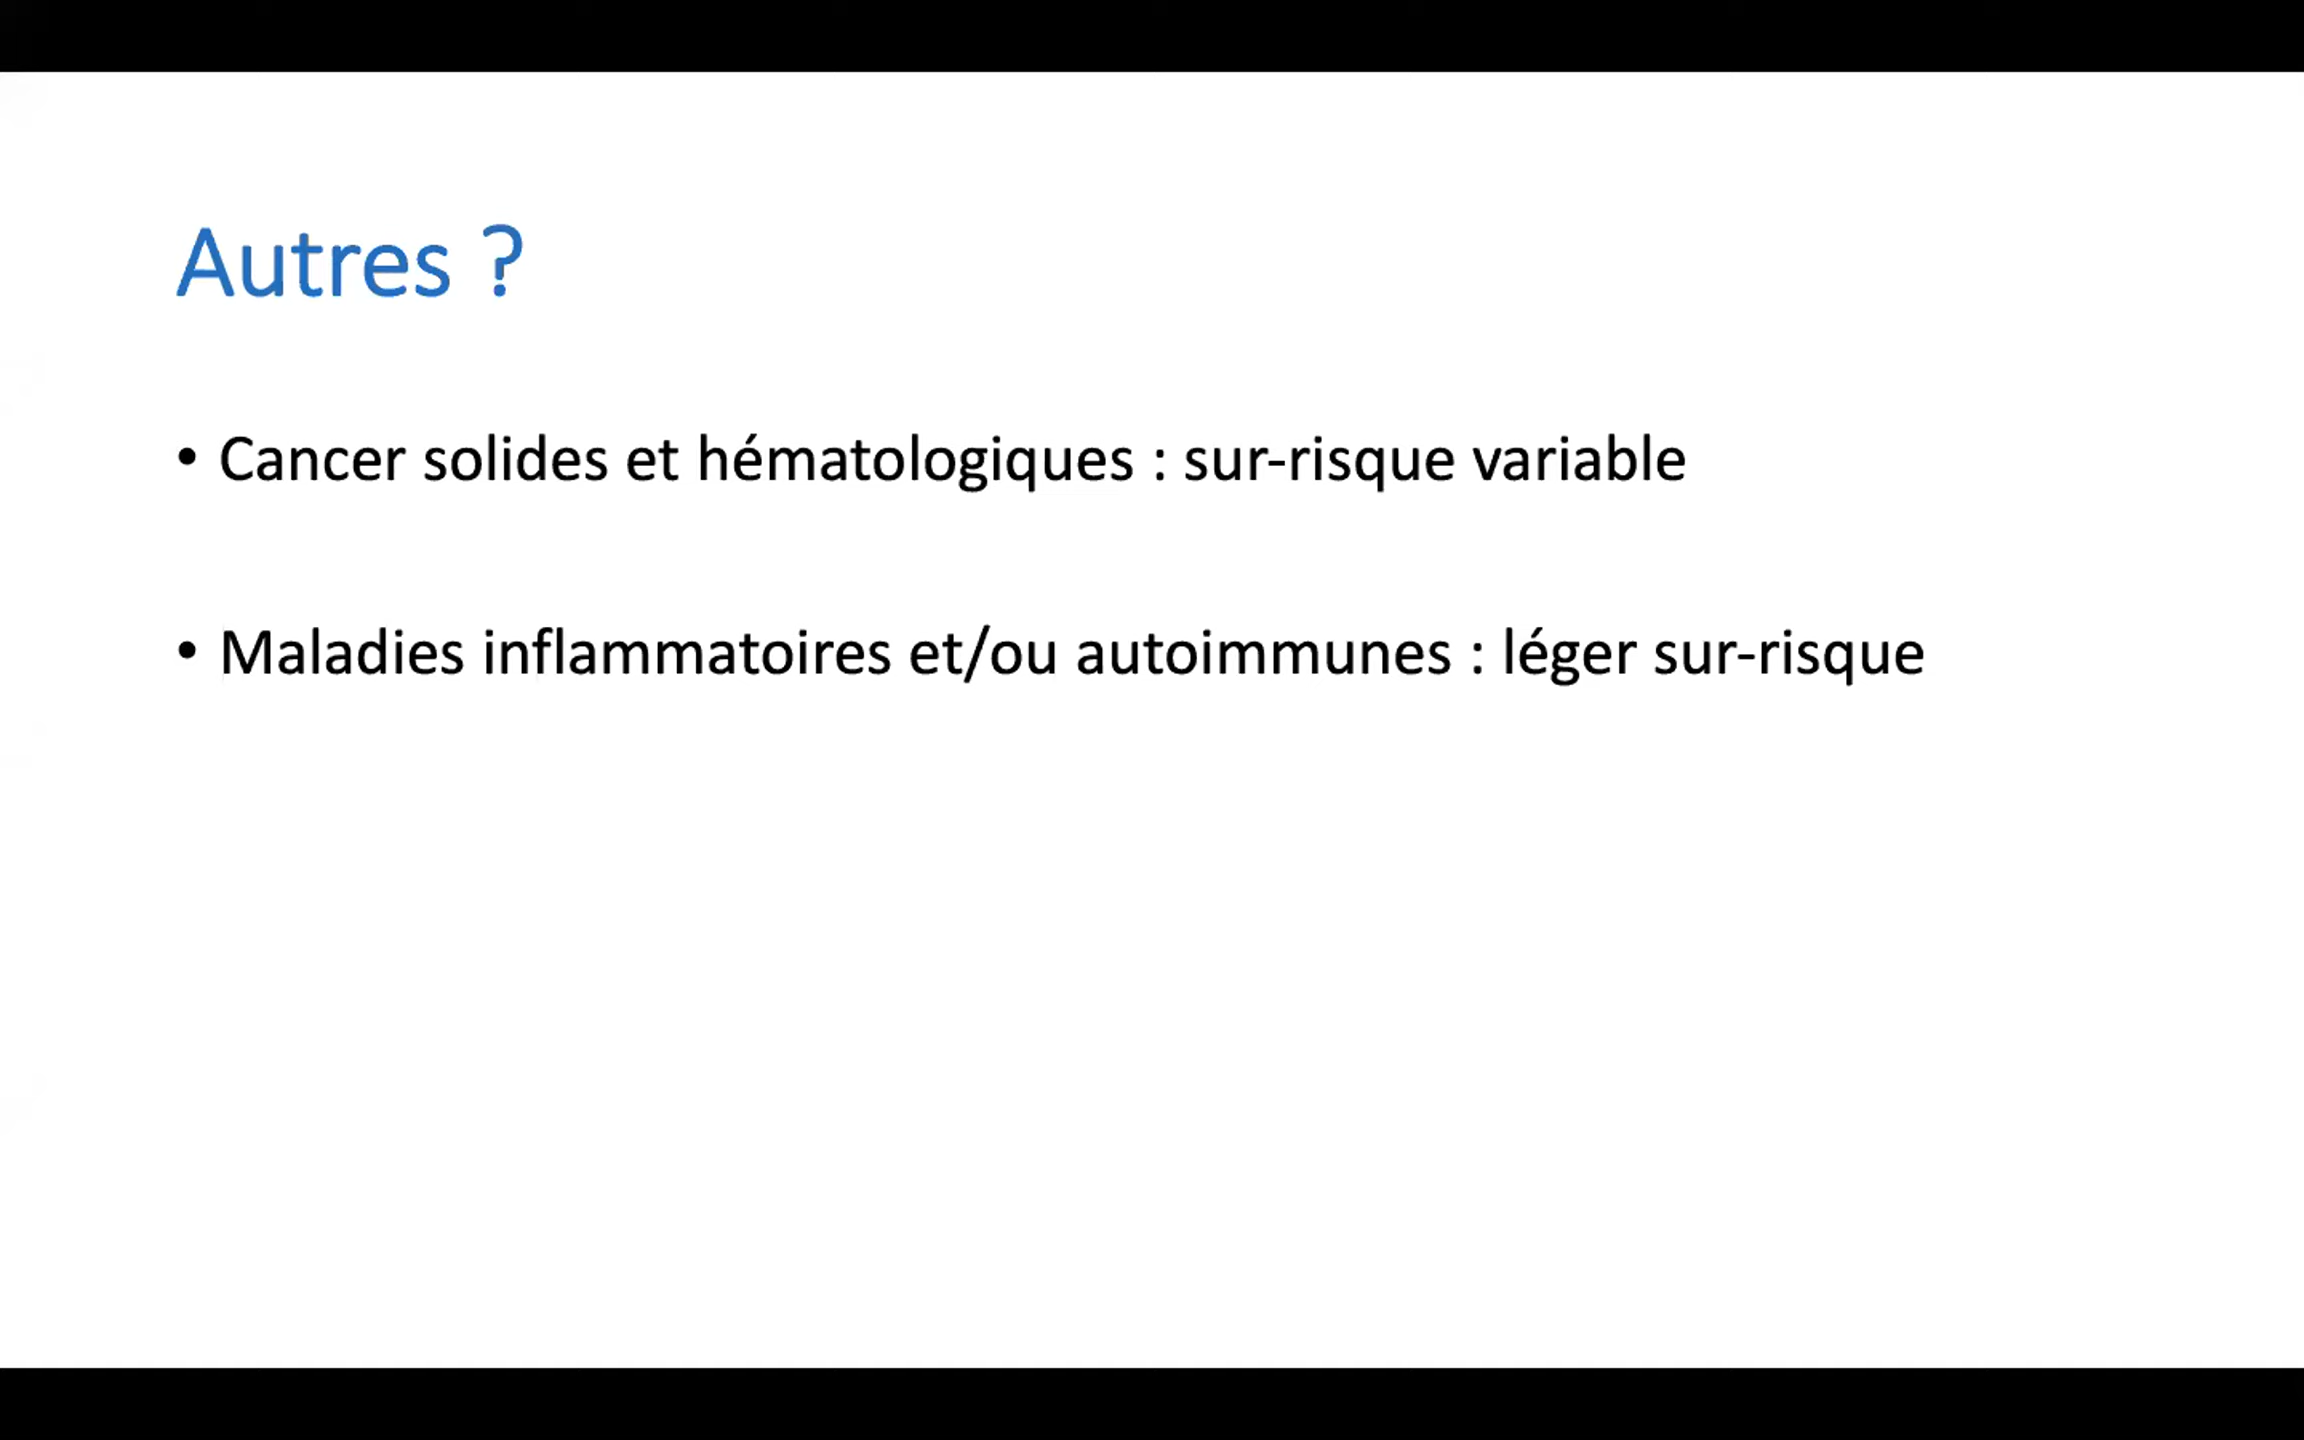 Autres ?
• Cancer solides et hématologiques : sur-risque variable
• Maladies inflammatoires et/ou autoimmunes : léger sur-risque